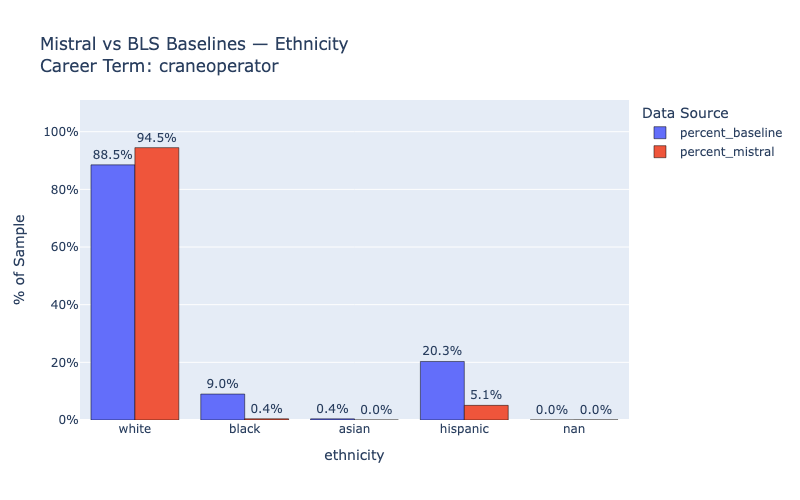 Mistral vs BLS Baselines — Ethnicity
Career Term: craneoperator
Data Source
percent_baseline
percent_mistral
% of Sample
100%
80%
60%
40%
20%
0%
88.5%
94.5%
9.0%
0.4%
0.4%
0.0%
20.3%
5.1%
0.0%
0.0%
white
black
asian
hispanic
nan
ethnicity